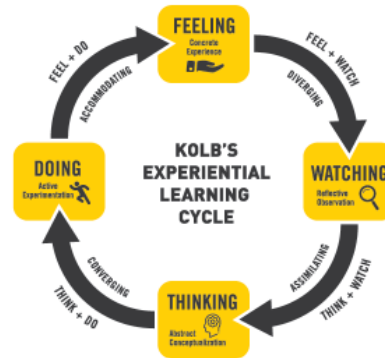 FEELING
Concrete
Experience
FEEL + WATCH
DIVERGING
WATCHING
Reflective
Observation
ASSIMILATING
THINK + WATCH
THINKING
Abstract
Conceptualization
CONVERGING
THINK + DO
DOING
Active
Experimentation
FEEL + DO
ACCOMMODATING
KOLB'S
EXPERIENTIAL
LEARNING
CYCLE